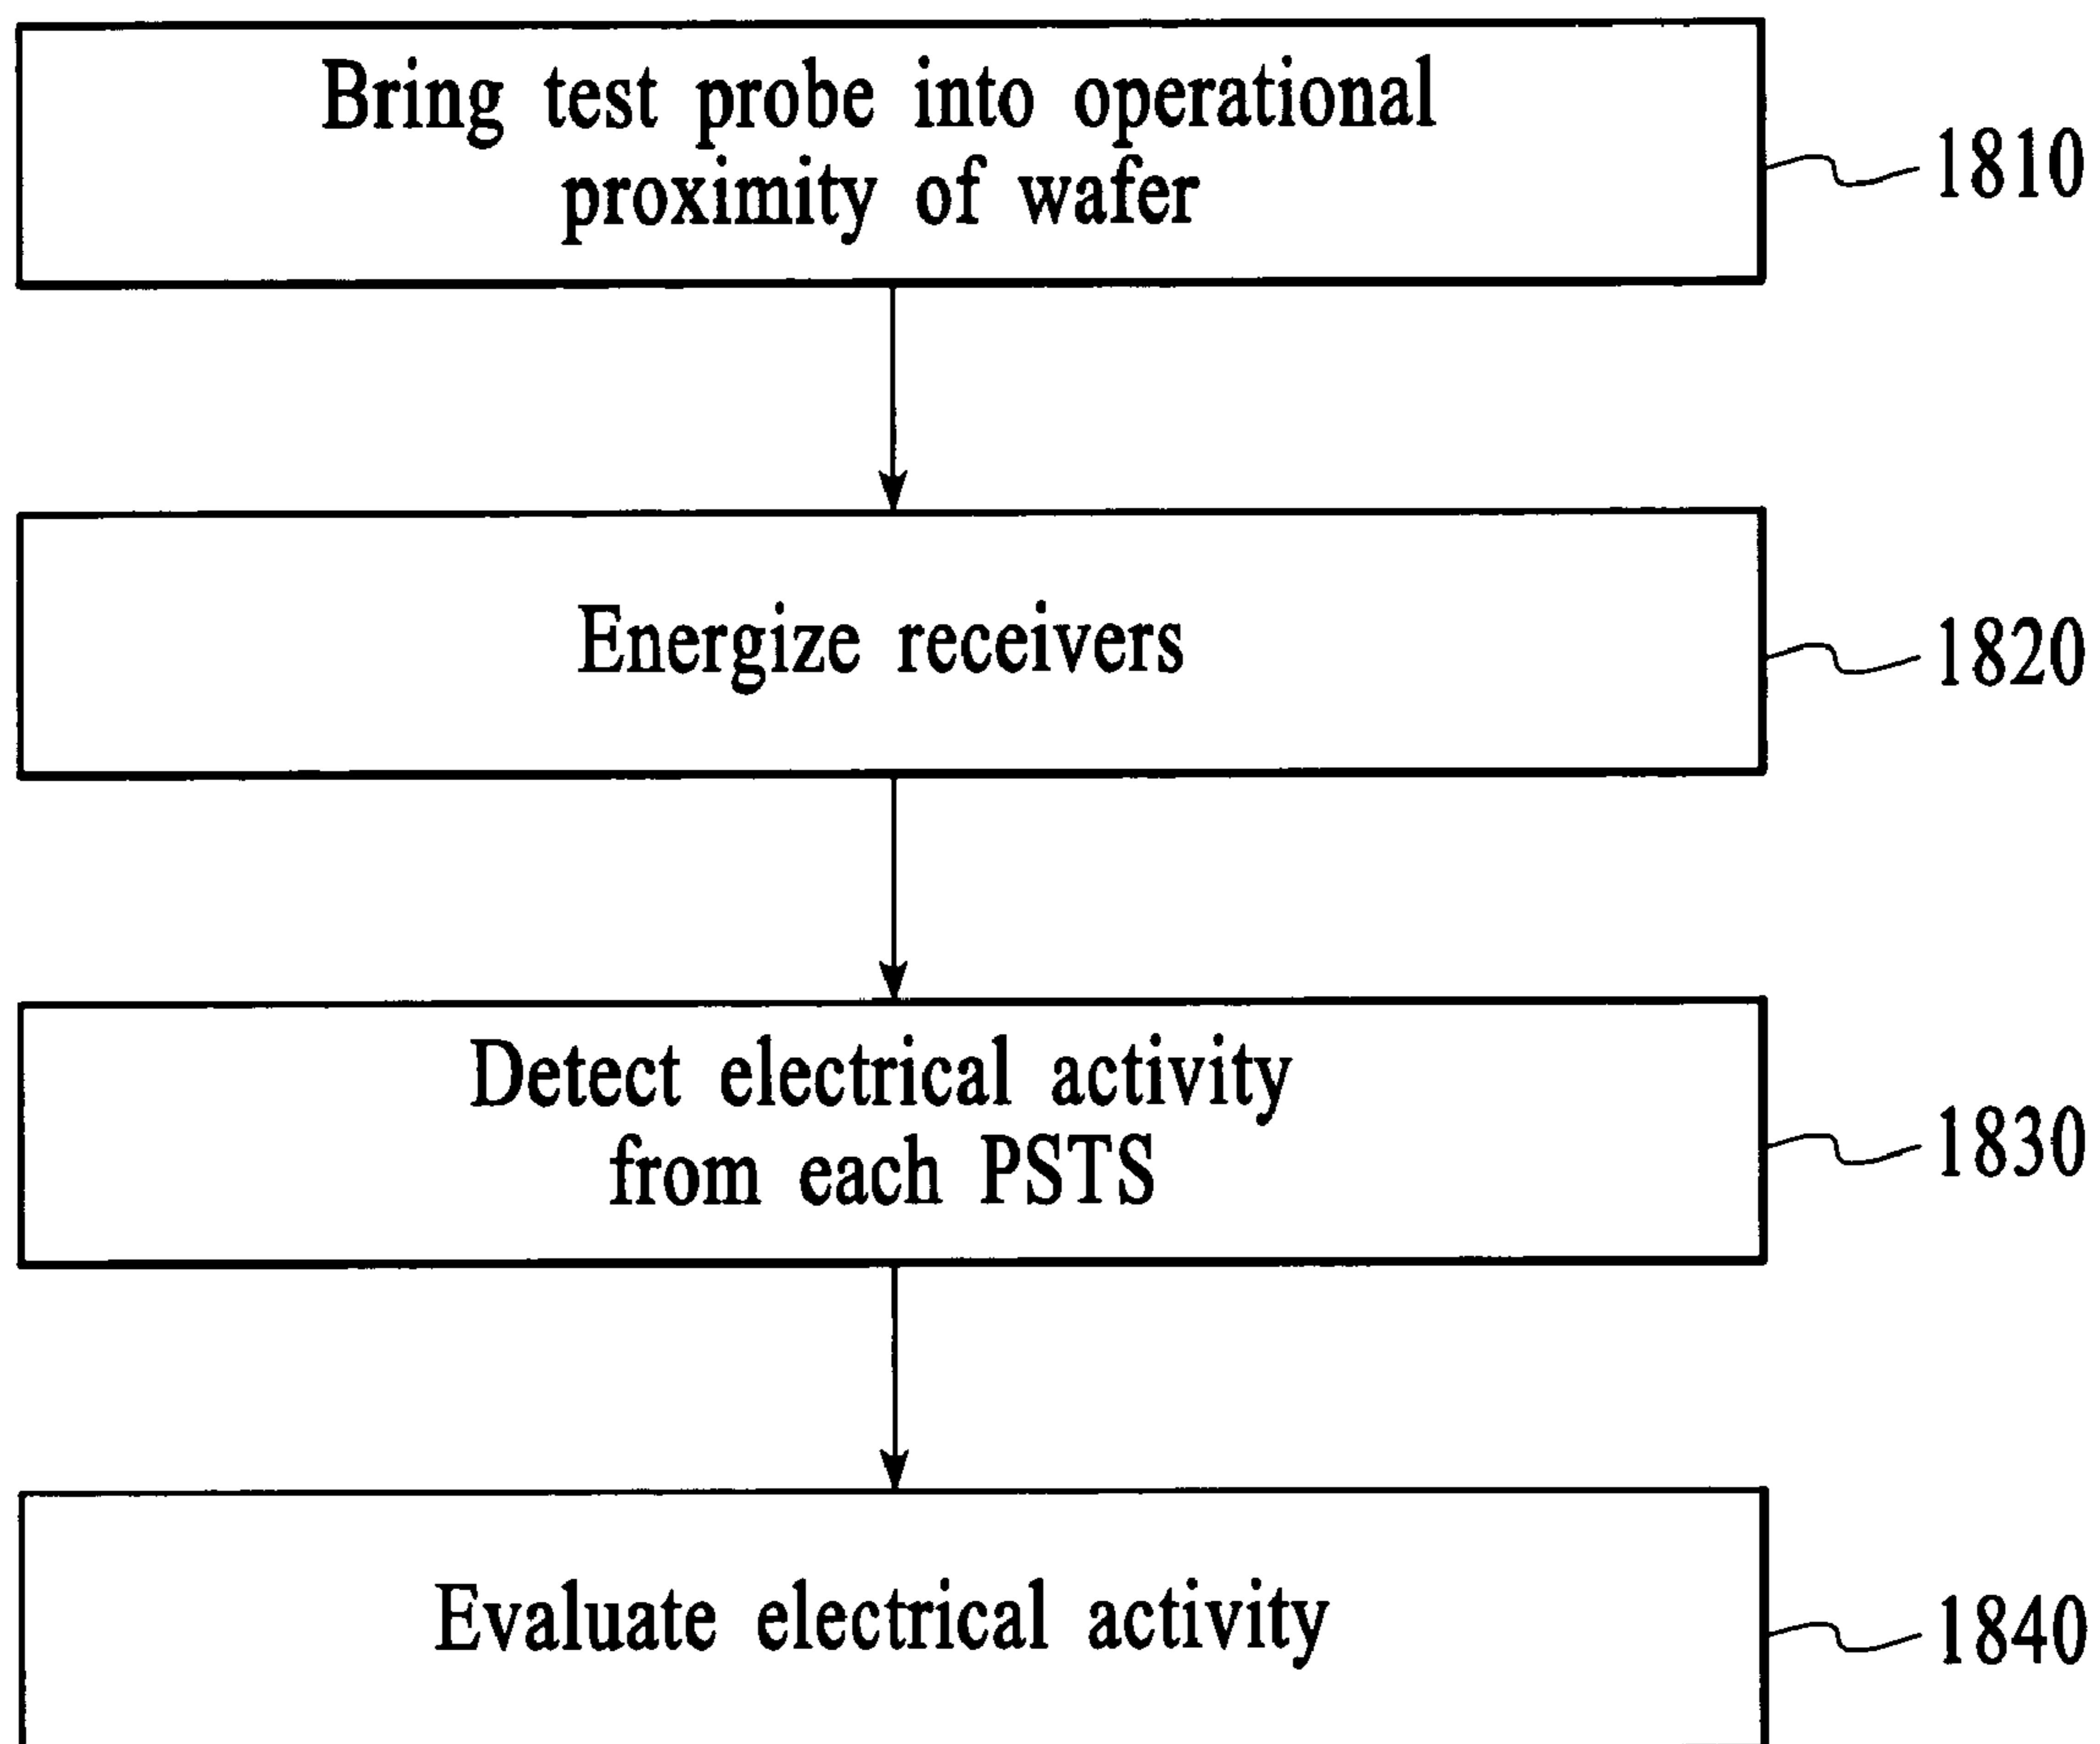 Bring test probe into operational
proximity of wafer
1810
Energize receivers
1820
Detect electrical activity
from each PSTS
1830
Evaluate electrical activity
1840